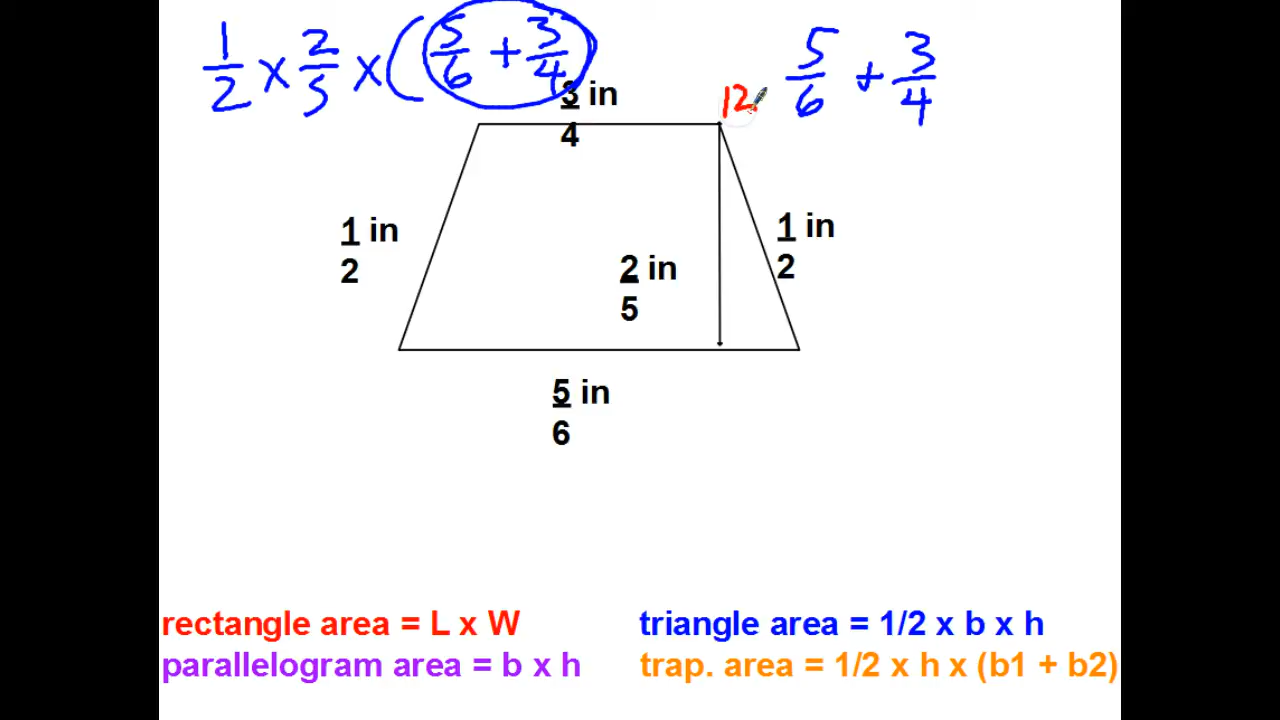 1/2 x 2/5 x (5/6 + 3/4
5/6 + 3/4
12
3/4 in
1/2 in
1/2 in
2/5 in
5/6 in
rectangle area = L x W
triangle area = 1/2 x b x h
parallelogram area = b x h
trap. area = 1/2 x h x (b1 + b2)